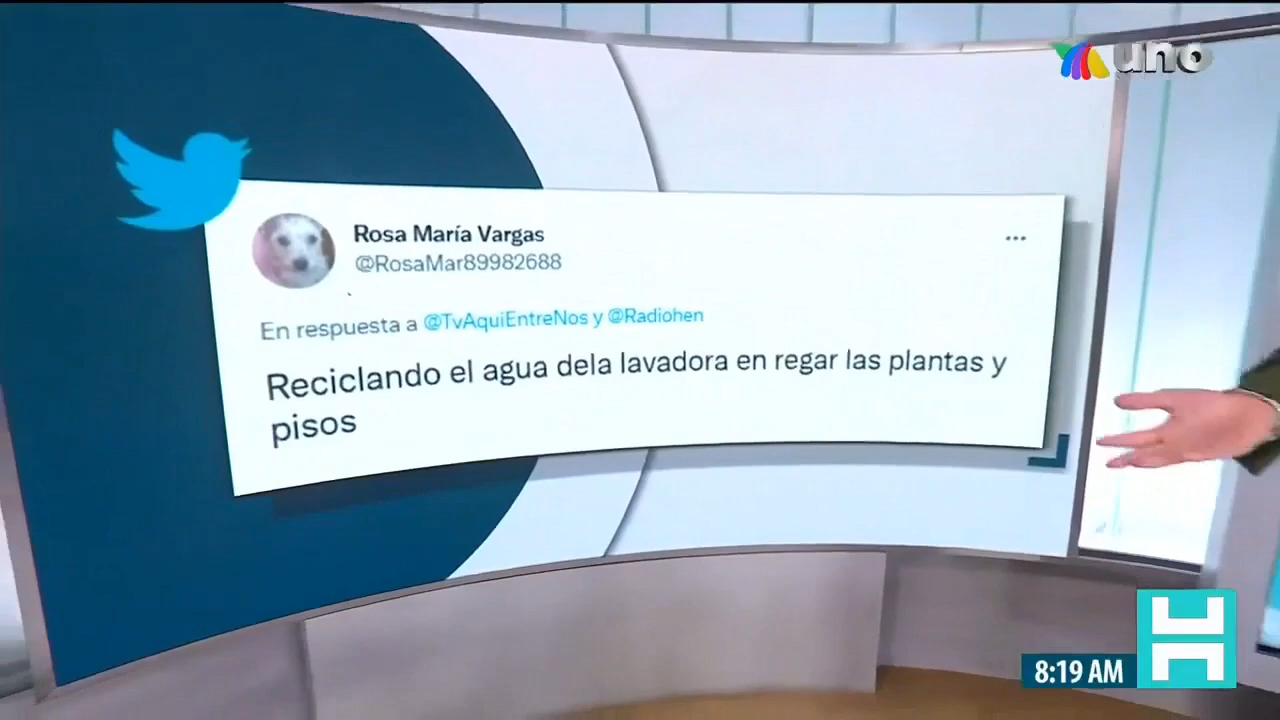 uno
Rosa María Vargas
@RosaMar89982688
En respuesta a @TvAquiEntreNos y @Radiohen
Reciclando el agua dela lavadora en regar las plantas y
pisos
8:19 AM
H